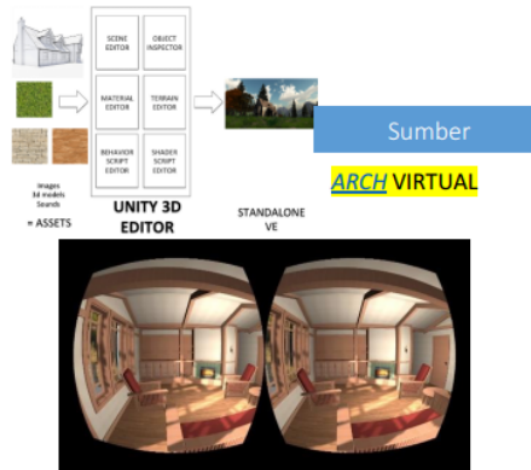 SCENE
EDITOR
OBJECT
INSPECTOR
MATERIAL
EDITOR
TERRAIN
EDITOR
BEHAVIOR
SCRIPT
EDITOR
SHADER
SCRIPT
EDITOR
Images
3d models
Sounds
= ASSETS
UNITY 3D
EDITOR
STANDALONE
VE
Sumber
ARCH VIRTUAL